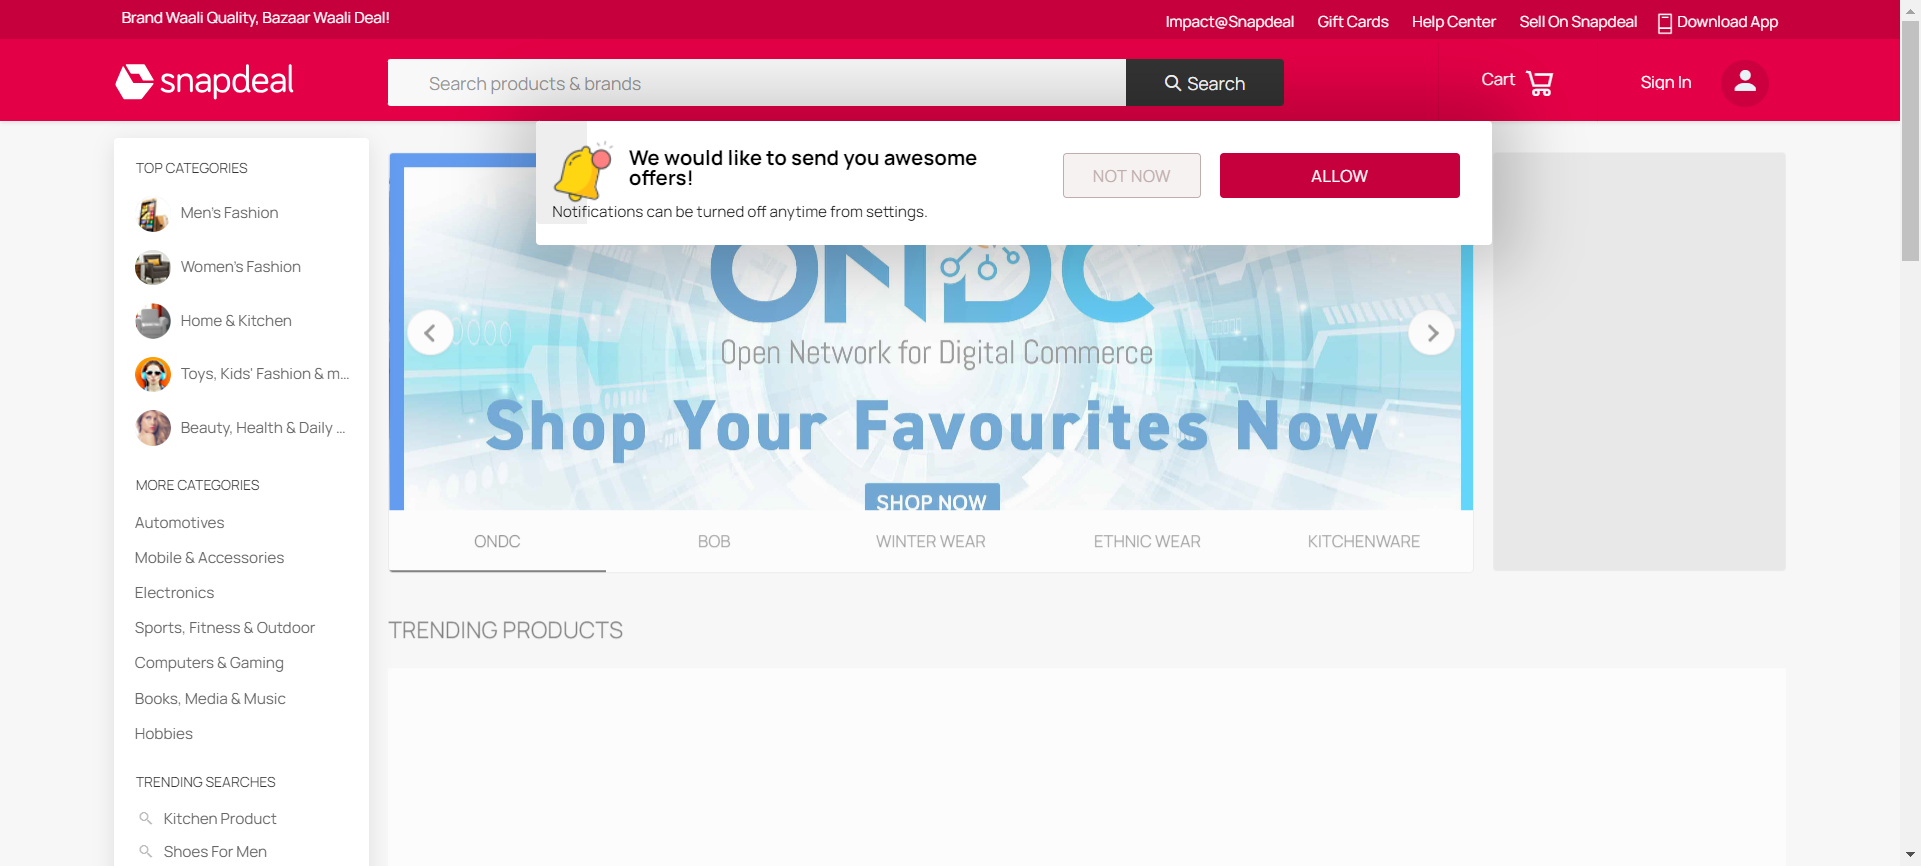 Brand Waali Quality, Bazaar Waali Deal!
Impact@Snapdeal
Gift Cards
Help Center
Sell On Snapdeal
Download App
snapdeal
Search products & brands
Search
Cart
Sign In
We would like to send you awesome
offers!
Notifications can be turned off anytime from settings.
NOT NOW
ALLOW
TOP CATEGORIES
Men's Fashion
Women's Fashion
Home & Kitchen
Toys, Kids' Fashion & m...
Beauty, Health & Daily ...
MORE CATEGORIES
Automotives
Mobile & Accessories
Electronics
Sports, Fitness & Outdoor
Computers & Gaming
Books, Media & Music
Hobbies
TRENDING SEARCHES
Kitchen Product
Shoes For Men
ONDC
Open Network for Digital Commerce
Shop Your Favourites Now
SHOP NOW
ONDC
BOB
WINTER WEAR
ETHNIC WEAR
KITCHENWARE
TRENDING PRODUCTS